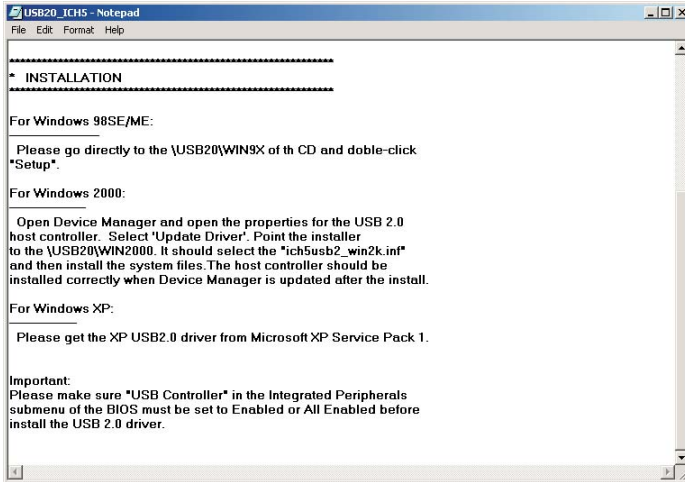 USB20_ICH5 - Notepad
File Edit Format Help
*******************************************************************
* INSTALLATION
*******************************************************************
For Windows 98SE/ME:
Please go directly to the \USB20\WIN9X of th CD and doble-click
"Setup".
For Windows 2000:
Open Device Manager and open the properties for the USB 2.0
host controller. Select 'Update Driver'. Point the installer
to the \USB20\WIN2000. It should select the "ich5usb2_win2k.inf"
and then install the system files.The host controller should be
installed correctly when Device Manager is updated after the install.
For Windows XP:
Please get the XP USB2.0 driver from Microsoft XP Service Pack 1.
Important:
Please make sure "USB Controller" in the Integrated Peripherals
submenu of the BIOS must be set to Enabled or All Enabled before
install the USB 2.0 driver.